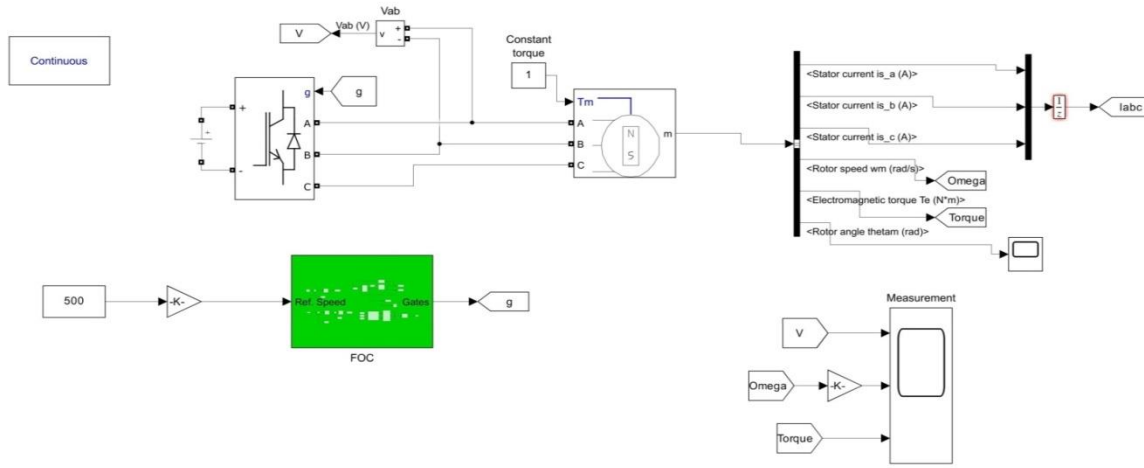 Vab
V
Vab (V)
v
+
-
Continuous
Constant
torque
1
g
g
+
-
A
B
C
Tm
A
B
C
N
S
m
<Stator current is_a (A)>
<Stator current is_b (A)>
<Stator current is_c (A)>
<Rotor speed wm (rad/s)>
<Electromagnetic torque Te (N*m)>
<Rotor angle thetam (rad)>
1
z
Iabc
Omega
Torque
500
-K-
Ref. Speed
Gates
g
FOC
Measurement
V
Omega
-K-
Torque